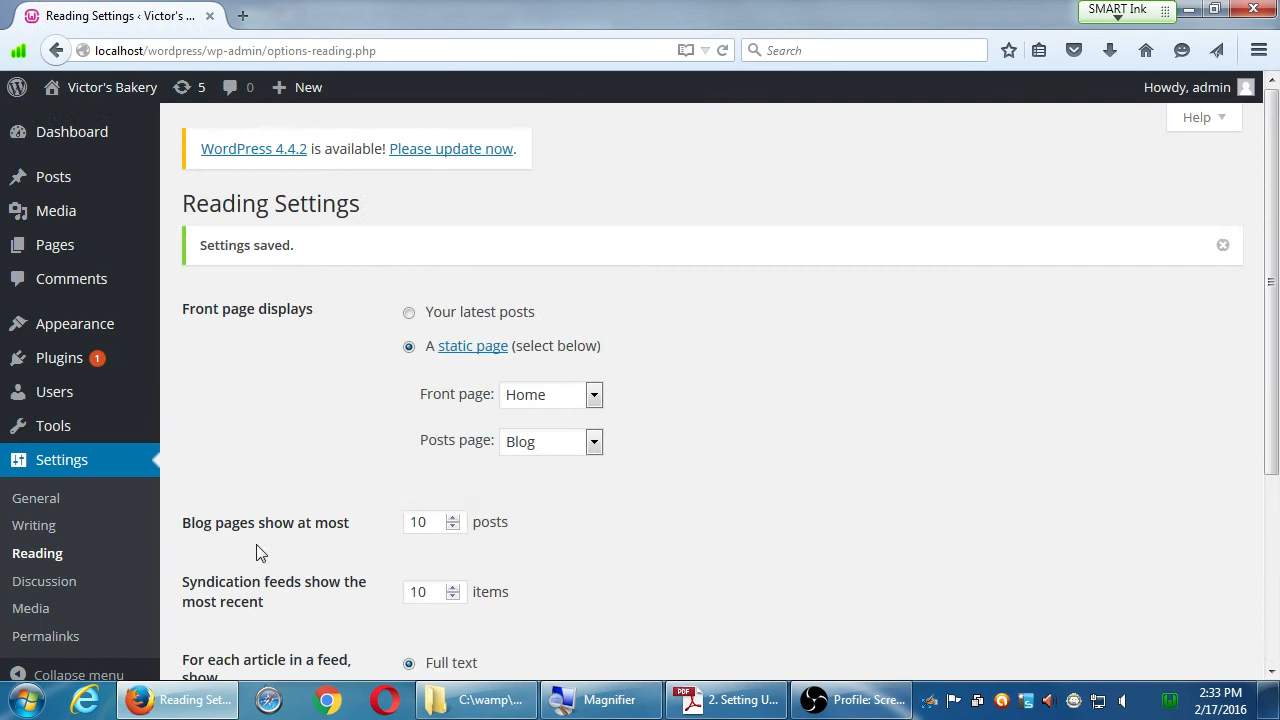 Reading Settings ‹ Victor's ...
SMART Ink
localhost/wordpress/wp-admin/options-reading.php
Search
Victor's Bakery
5
0
New
Howdy, admin
Help
Dashboard
Posts
Media
Pages
Comments
Appearance
Plugins 1
Users
Tools
Settings
General
Writing
Reading
Discussion
Media
Permalinks
Collapse menu
WordPress 4.4.2 is available! Please update now.
Reading Settings
Settings saved.
Front page displays
Your latest posts
A static page (select below)
Front page: Home
Posts page: Blog
Blog pages show at most
10 posts
Syndication feeds show the
most recent
10 items
For each article in a feed,
show
Full text
Reading Set...
C:\wamp\...
Magnifier
PDF
2. Setting U...
Profile: Scre...
2:33 PM
2/17/2016